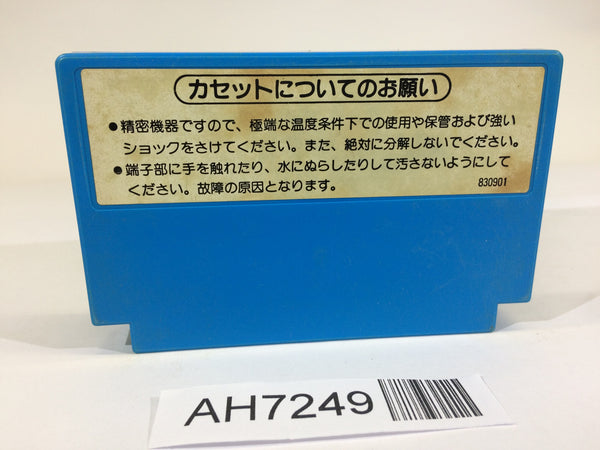 カセットについてのお願い
●精密機器ですので、極端な温度条件下での使用や保管および強い
ショックをさけてください。また、絶対に分解しないでください。
●端子部に手を触れたり、水にぬらしたりして汚さないようにして
ください。故障の原因となります。
830901
AH7249